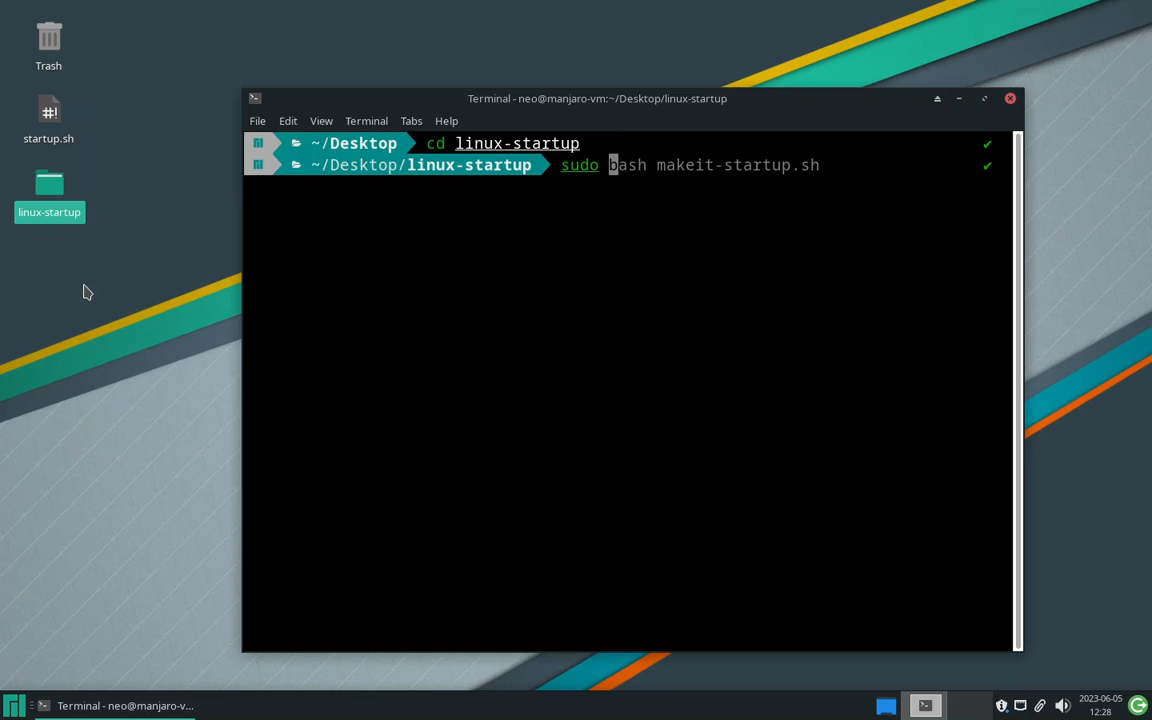 Trash
startup.sh
linux-startup
Terminal - neo@manjaro-vm:~/Desktop/linux-startup
File Edit View Terminal Tabs Help
~/Desktop cd linux-startup ✔
~/Desktop/linux-startup sudo bash makeit-startup.sh ✔
Terminal - neo@manjaro-v...
2023-06-05
12:28